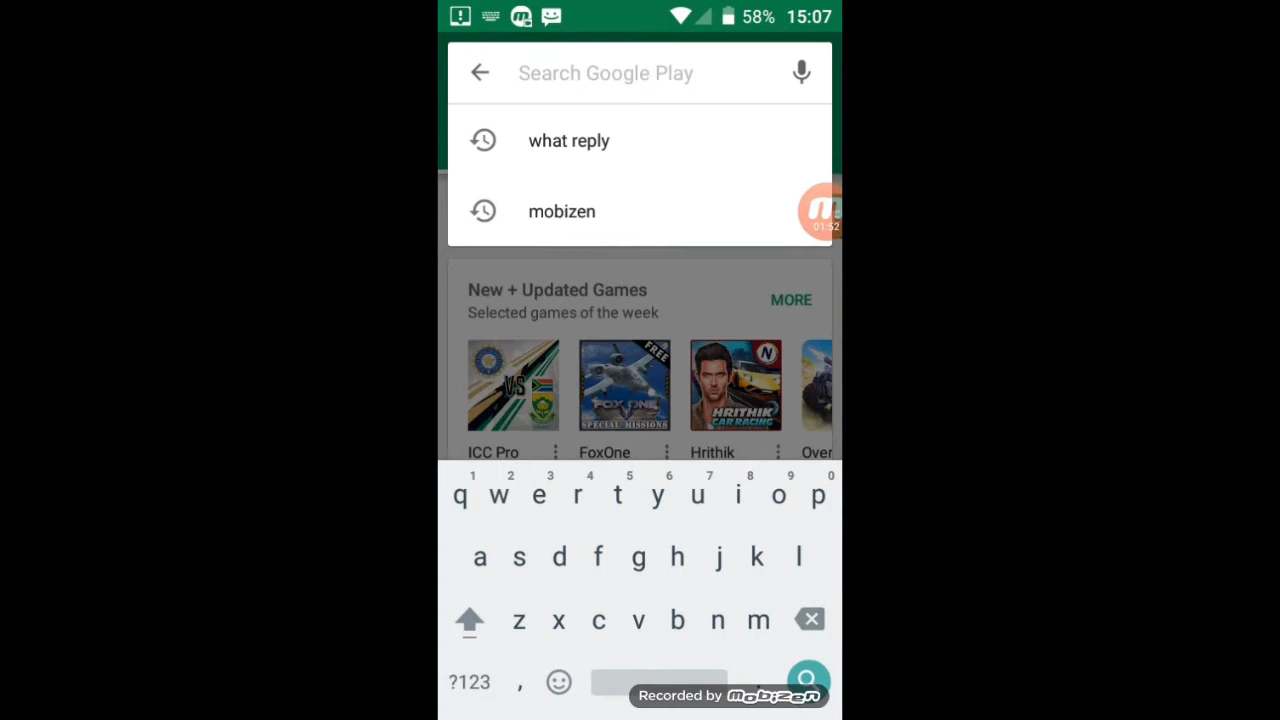 58% 15:07
Search Google Play
what reply
mobizen
01:52
New + Updated Games
MORE
Selected games of the week
VS
FREE
FOX ONE
SPECIAL MISSIONS
N
HRITHIK
CAR RACING
ICC Pro FoxOne Hrithik Over
1 2 3 4 5 6 7 8 9 0
q w e r t y u i o p
a s d f g h j k l
z x c v b n m
?123 , .
Recorded by mobizen